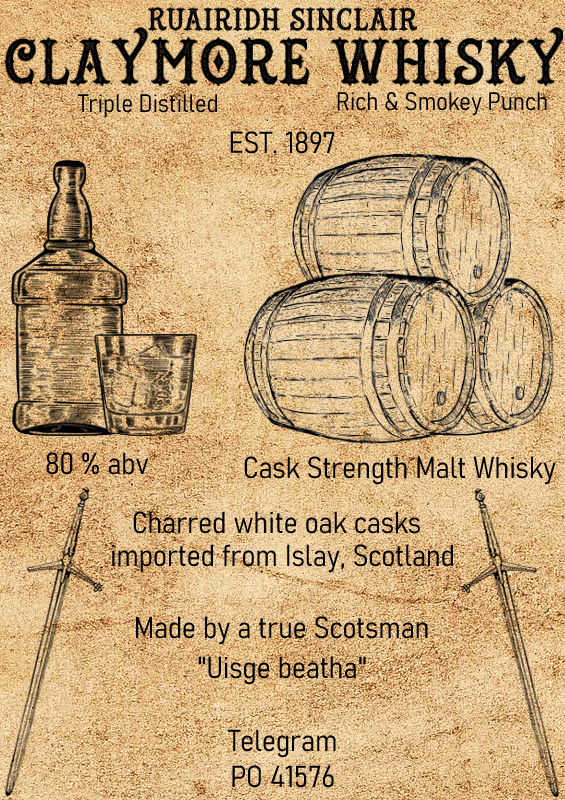 RUAIRIDH SINCLAIR
CLAYMORE WHISKY
Triple Distilled
Rich & Smokey Punch
EST. 1897
80 % abv
Cask Strength Malt Whisky
Charred white oak casks
imported from Islay, Scotland
Made by a true Scotsman
"Uisge beatha"
Telegram
PO 41576